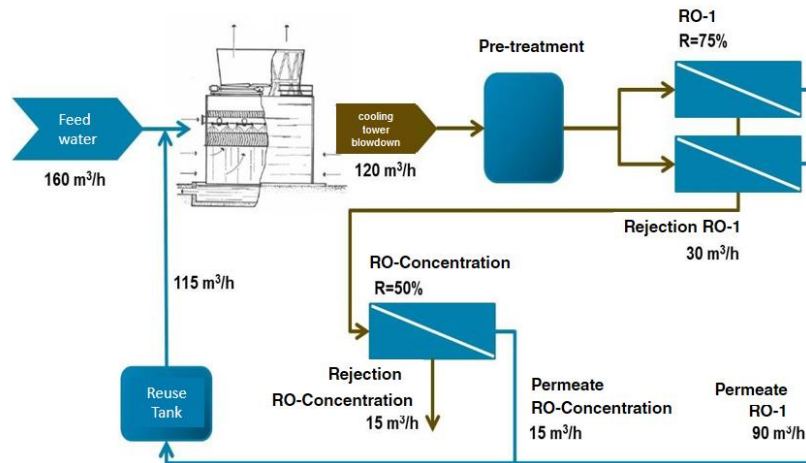 Feed
water
160 m³/h
cooling
tower
blowdown
120 m³/h
Pre-treatment
RO-1
R=75%
Rejection RO-1
30 m³/h
115 m³/h
RO-Concentration
R=50%
Rejection
RO-Concentration
15 m³/h
Permeate
RO-Concentration
15 m³/h
Permeate
RO-1
90 m³/h
Reuse
Tank